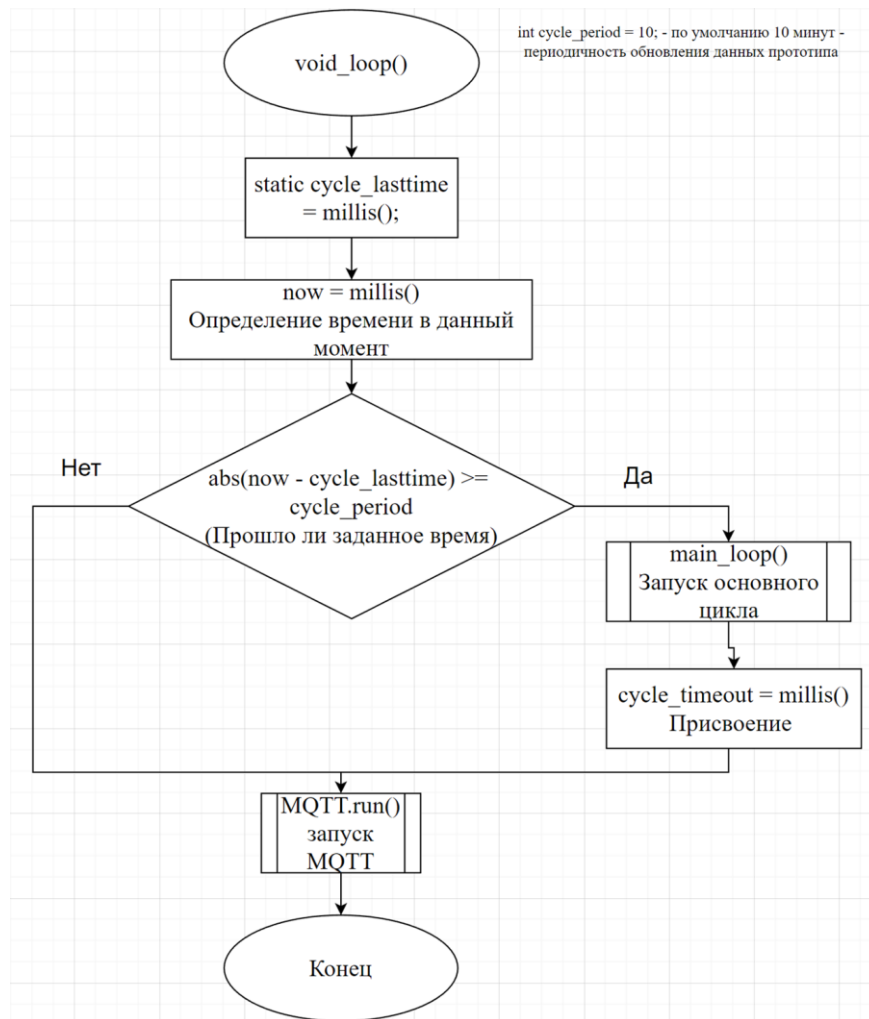 void_loop()
int cycle_period = 10; - по умолчанию 10 минут -
периодичность обновления данных прототипа
static cycle_lasttime
= millis();
now = millis()
Определение времени в данный
момент
Нет
abs(now - cycle_lasttime) >=
cycle_period
(Прошло ли заданное время)
Да
main_loop()
Запуск основного
цикла
cycle_timeout = millis()
Присвоение
MQTT.run()
запуск
MQTT
Конец